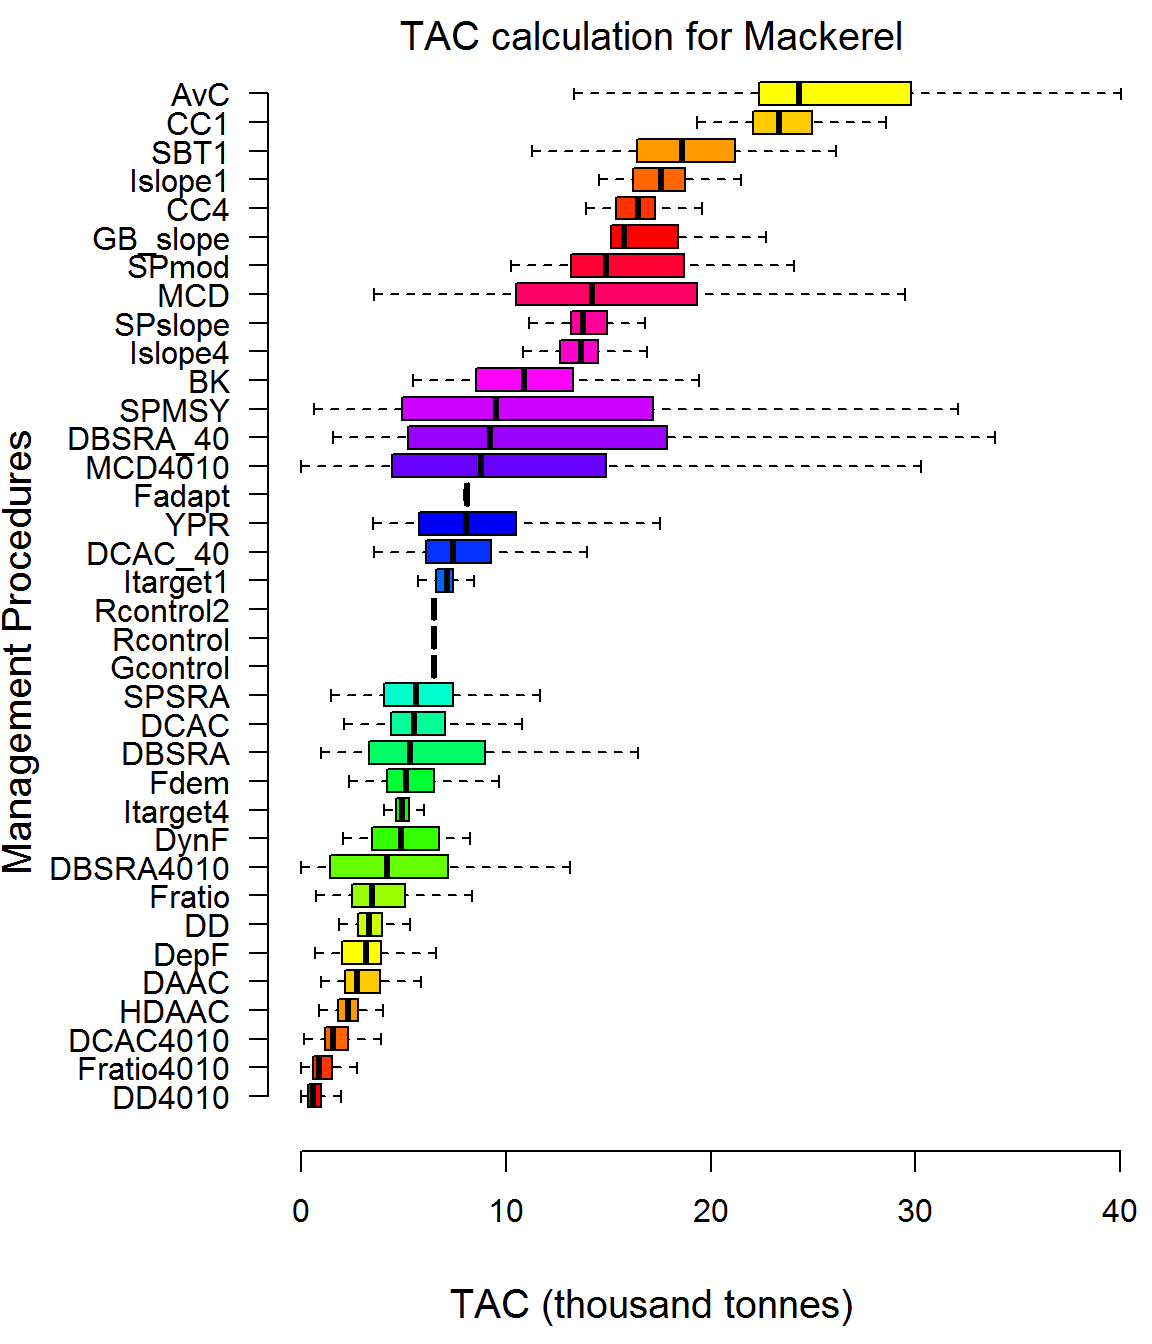 TAC calculation for Mackerel
AvC
CC1
SBT1
Islope1
CC4
GB_slope
SPmod
MCD
SPslope
Islope4
BK
SPMSY
DBSRA_40
MCD4010
Fadapt
YPR
DCAC_40
Itarget1
Rcontrol2
Rcontrol
Gcontrol
SPSRA
DCAC
DBSRA
Fdem
Itarget4
DynF
DBSRA4010
Fratio
DD
DepF
DAAC
HDAAC
DCAC4010
Fratio4010
DD4010
Management Procedures
0 10 20 30 40
TAC (thousand tonnes)